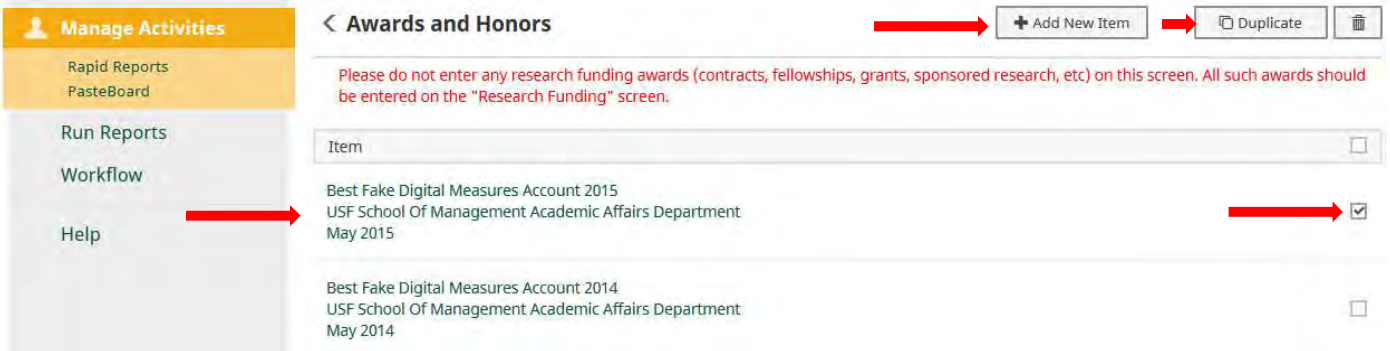 Manage Activities
Rapid Reports
PasteBoard
Run Reports
Workflow
Help
Awards and Honors
Add New Item
Duplicate
Please do not enter any research funding awards (contracts, fellowships, grants, sponsored research, etc) on this screen. All such awards should
be entered on the "Research Funding" screen.
Item
Best Fake Digital Measures Account 2015
USF School Of Management Academic Affairs Department
May 2015
Best Fake Digital Measures Account 2014
USF School Of Management Academic Affairs Department
May 2014